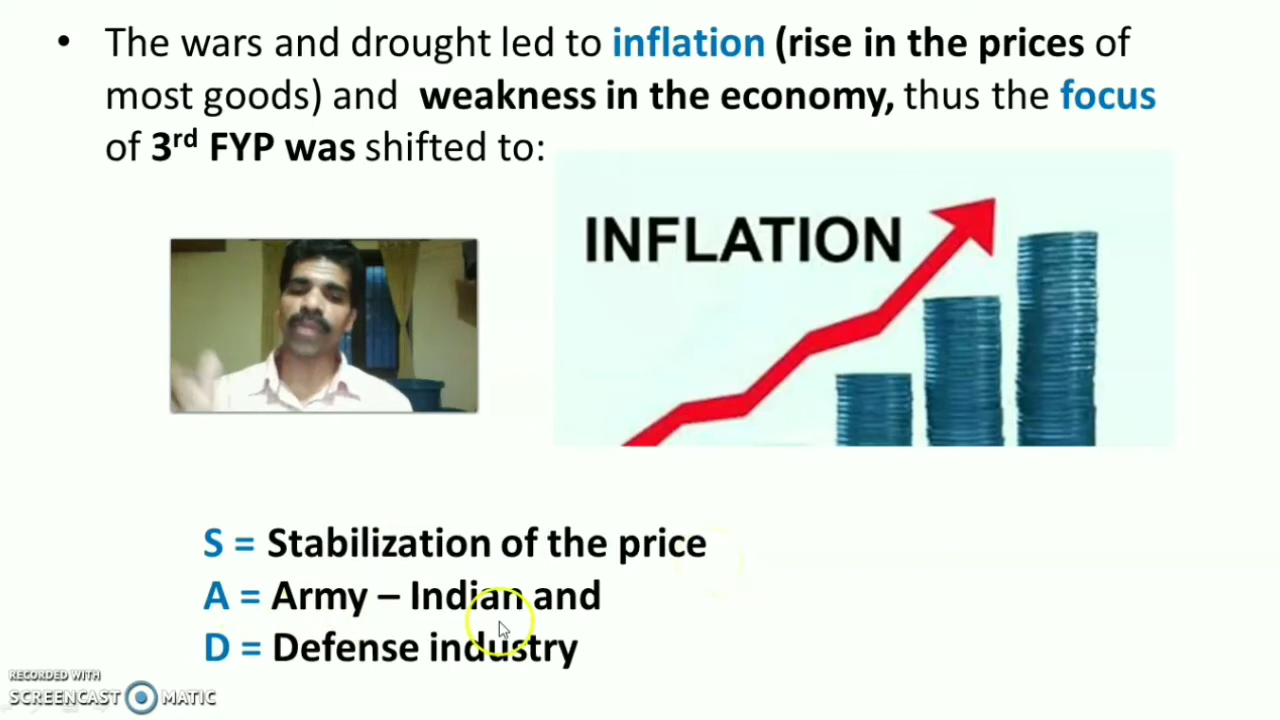 • The wars and drought led to inflation (rise in the prices of
most goods) and weakness in the economy, thus the focus
of 3rd FYP was shifted to:
INFLATION
S = Stabilization of the price
A = Army – Indian and
D = Defense industry
RECORDED WITH
SCREENCAST MATIC